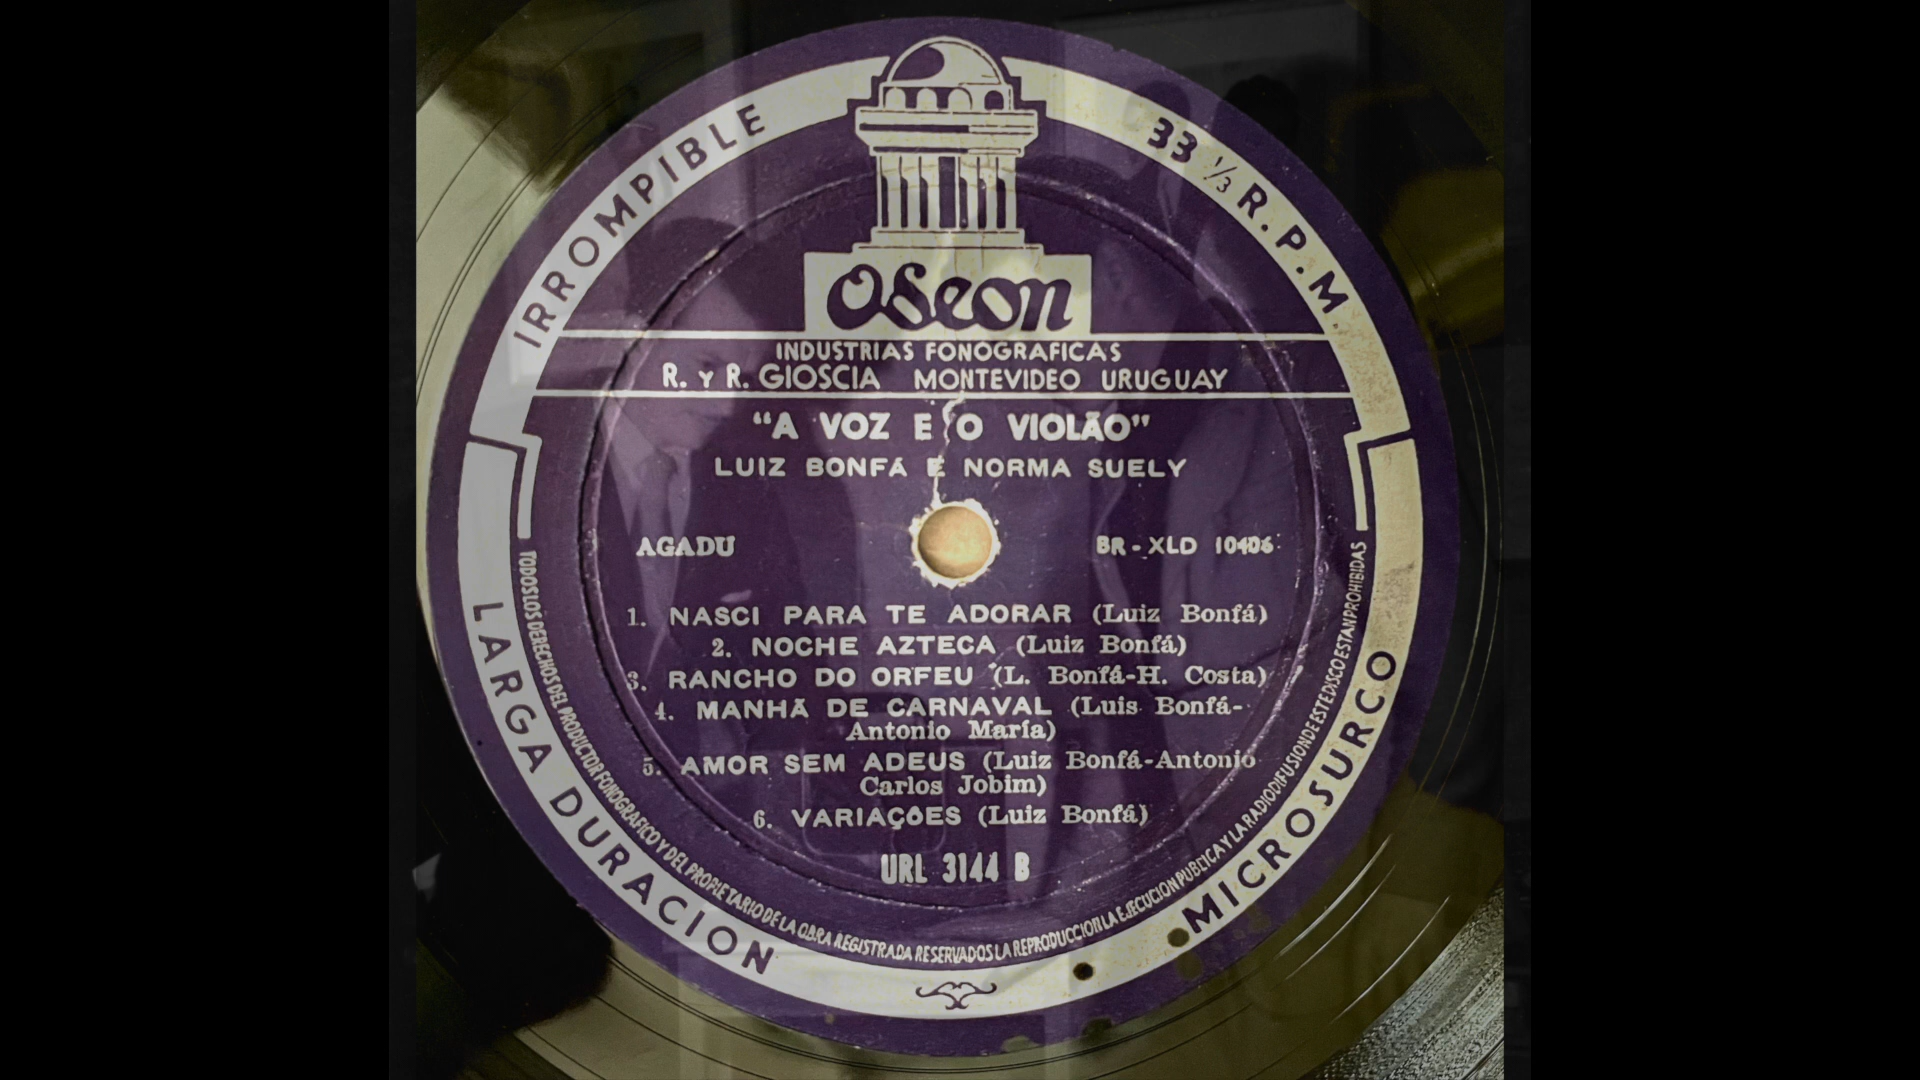 IRROMPIBLE
33 ⅓ R.P.M.
Odeon
INDUSTRIAS FONOGRAFICAS
R. Y R. GIOSCIA MONTEVIDEO URUGUAY
"A VOZ E O VIOLÃO"
LUIZ BONFÁ E NORMA SUELY
AGADU
BR - XLD 10406
1. NASCI PARA TE ADORAR (Luiz Bonfá)
2. NOCHE AZTECA (Luiz Bonfá)
3. RANCHO DO ORFEU (L. Bonfá-H. Costa)
4. MANHÃ DE CARNAVAL (Luis Bonfá-
Antonio María)
5. AMOR SEM ADEUS (Luiz Bonfá-Antonio
Carlos Jobim)
6. VARIAÇÕES (Luiz Bonfá)
URL 3144 B
TODOS LOS DERECHOS DEL PRODUCTOR FONOGRAFICO Y DEL PROPIETARIO DE LA OBRA REGISTRADA RESERVADOS LA REPRODUCCION LA EJECUCION PUBLICA Y LA RADIODIFUSION DE ESTE DISCO ESTAN PROHIBIDAS
LARGA DURACION
MICROSURCO